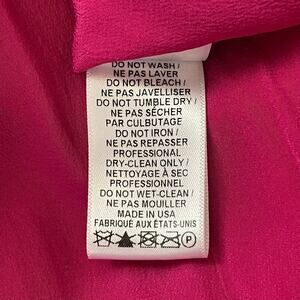 DO NOT WASH /
NE PAS LAVER
DO NOT BLEACH /
NE PAS JAVELLISER
DO NOT TUMBLE DRY /
NE PAS SÉCHER
PAR CULBUTAGE
DO NOT IRON /
NE PAS REPASSER
PROFESSIONAL
DRY-CLEAN ONLY /
NETTOYAGE À SEC
PROFESSIONNEL
DO NOT WET-CLEAN /
NE PAS MOUILLER
MADE IN USA
FABRIQUÉ AUX ÉTATS-UNIS
P